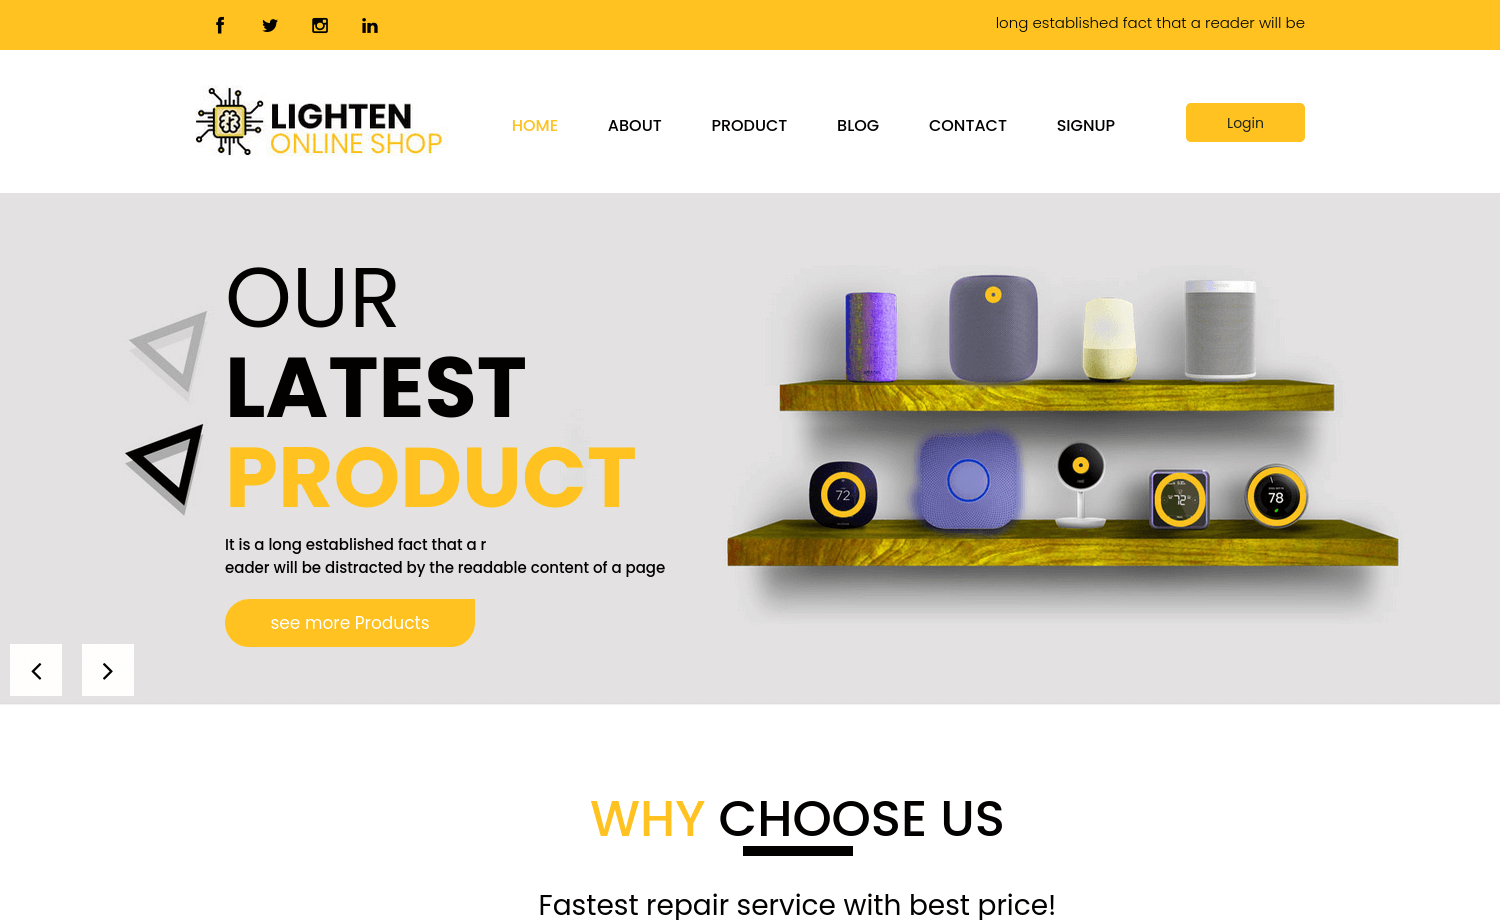 long established fact that a reader will be
LIGHTEN
ONLINE SHOP
HOME ABOUT PRODUCT BLOG CONTACT SIGNUP Login
OUR
LATEST
PRODUCT
It is a long established fact that a r
eader will be distracted by the readable content of a page
see more Products
72
72
78
WHY CHOOSE US
Fastest repair service with best price!